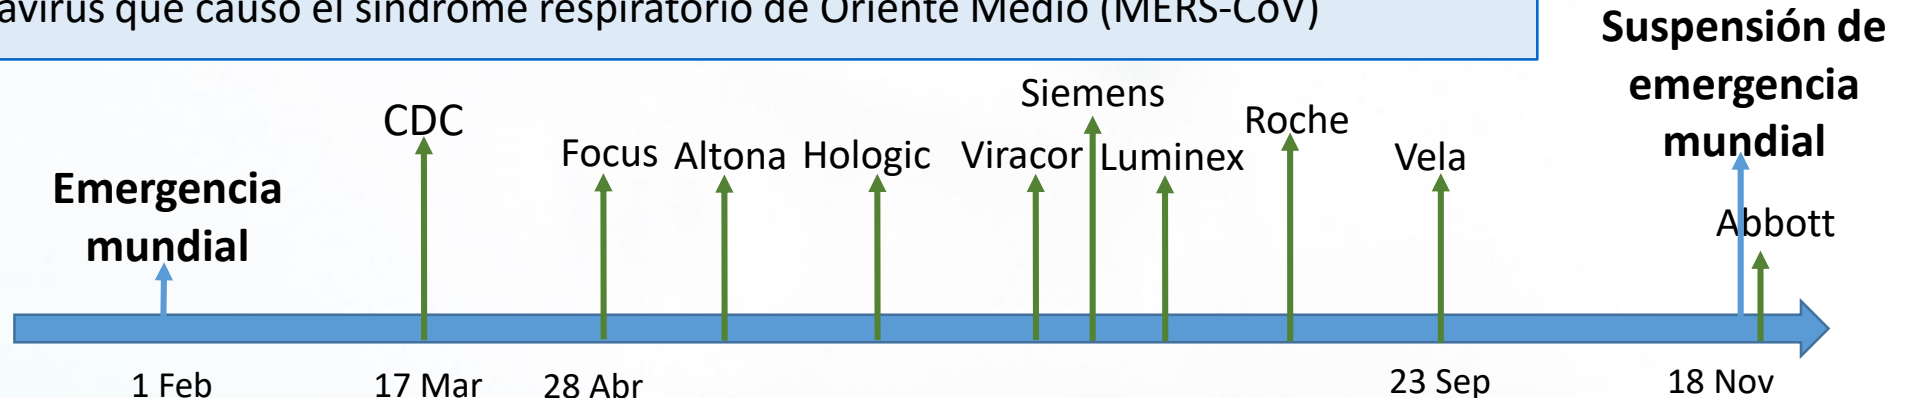 que causó el síndrome respiratorio de Oriente Medio (MERS-CoV)
Suspensión de
emergencia
mundial
Emergencia
mundial
CDC
Focus
Altona
Hologic
Viracor
Siemens
Luminex
Roche
Vela
Abbott
1 Feb
17 Mar
28 Abr
23 Sep
18 Nov